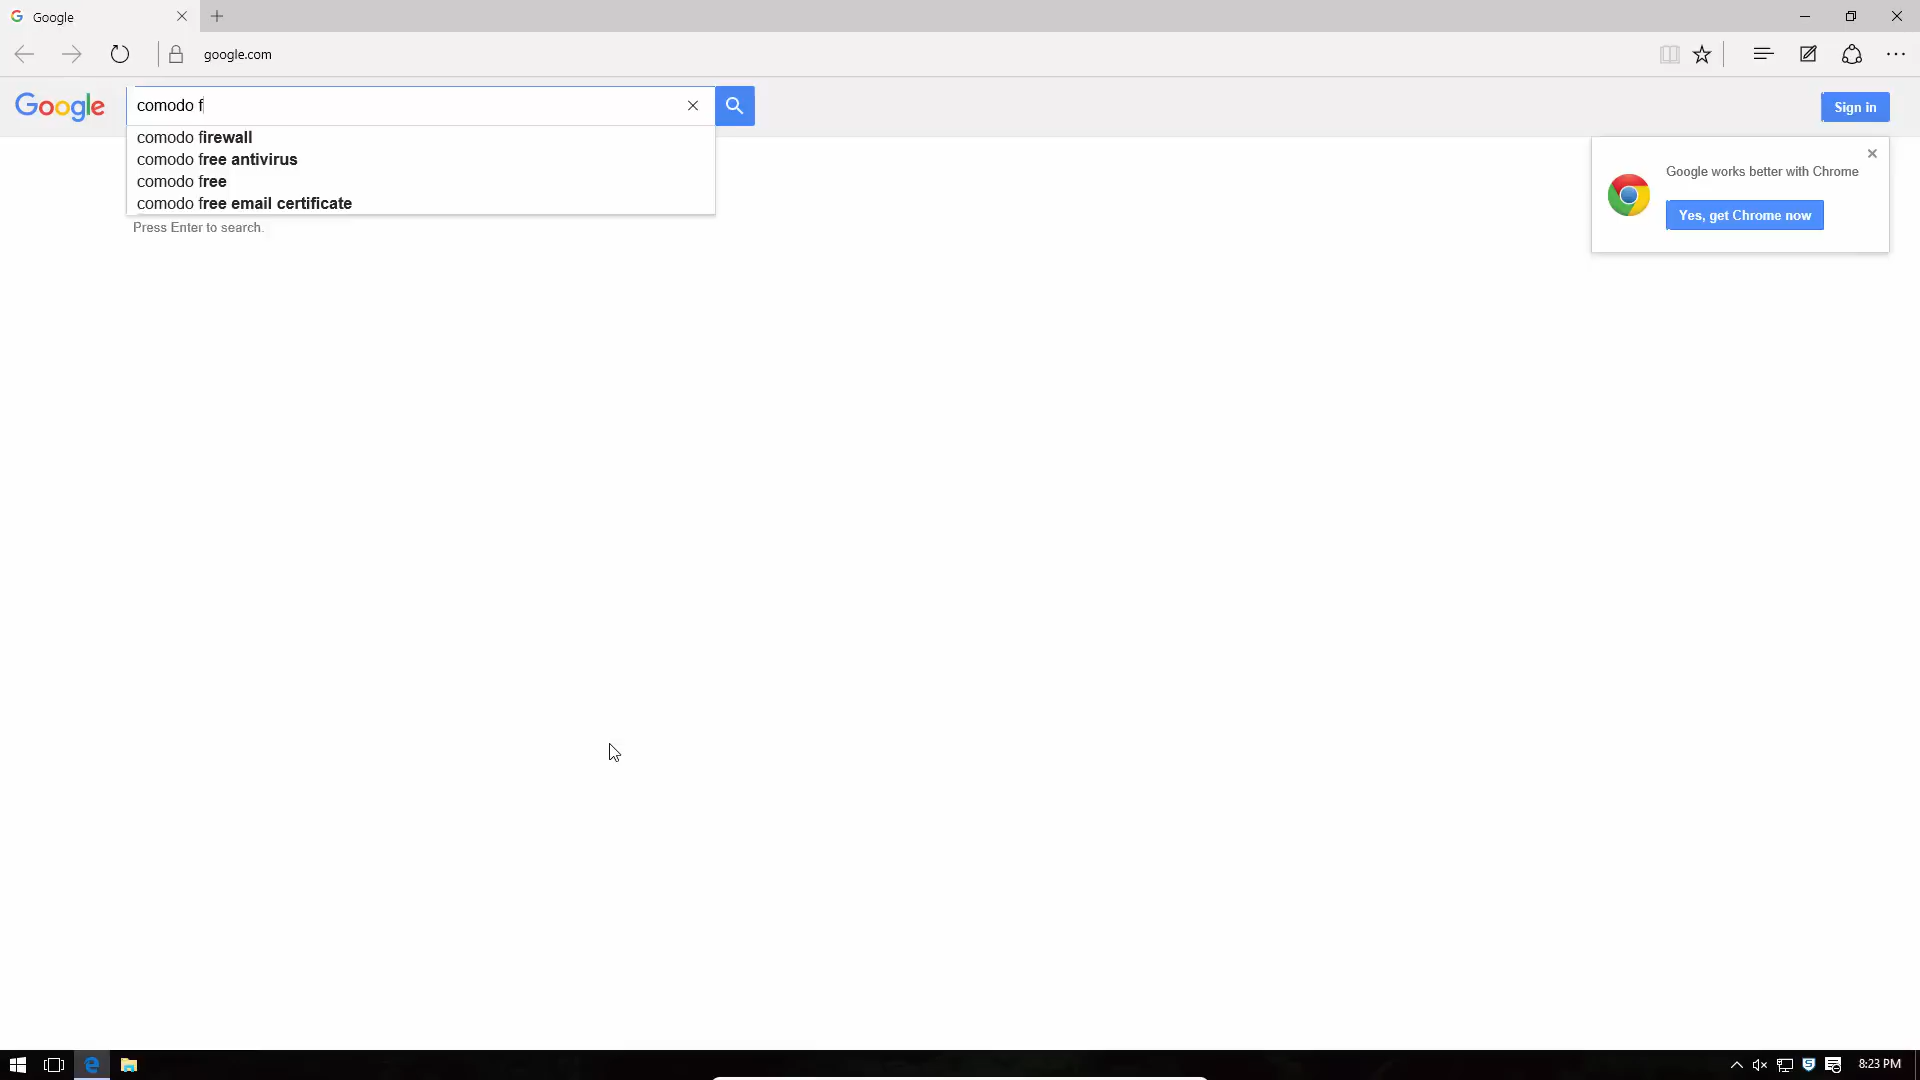 Google
google.com
Google
comodo f
Sign in
comodo firewall
comodo free antivirus
comodo free
comodo free email certificate
Press Enter to search.
Google works better with Chrome
Yes, get Chrome now
8:23 PM